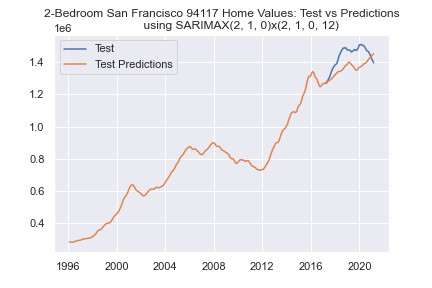 2-Bedroom San Francisco 94117 Home Values: Test vs Predictions
using SARIMAX(2, 1, 0)x(2, 1, 0, 12)
1e6
Test
Test Predictions
1.4
1.2
1.0
0.8
0.6
0.4
1996 2000 2004 2008 2012 2016 2020